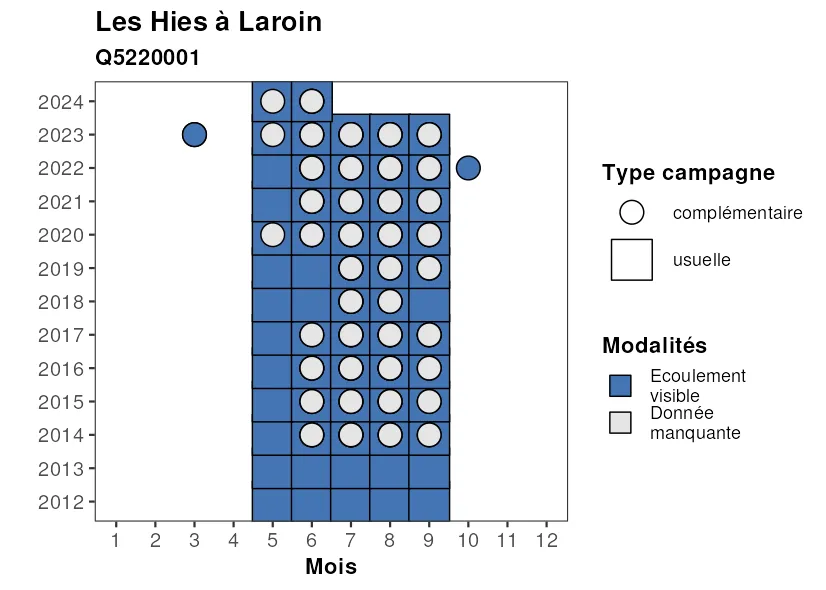 Les Hies à Laroin
Q5220001
2024
2023
2022
2021
2020
2019
2018
2017
2016
2015
2014
2013
2012
1 2 3 4 5 6 7 8 9 10 11 12
Mois
Type campagne
complémentaire
usuelle
Modalités
Ecoulement
visible
Donnée
manquante